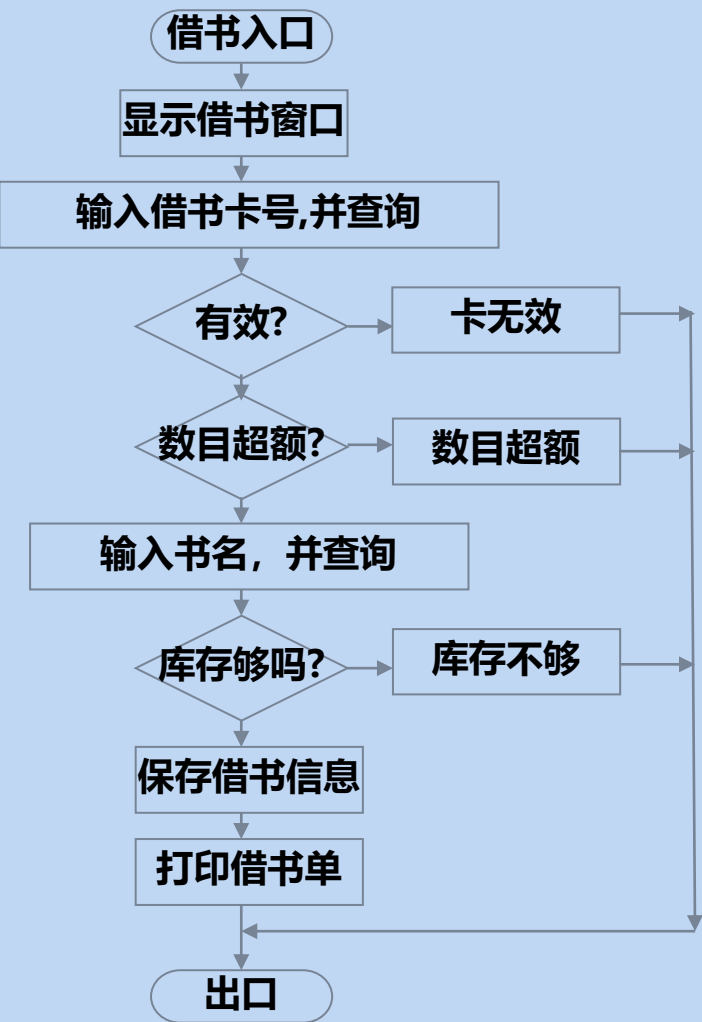 借书入口
显示借书窗口
输入借书卡号,并查询
有效?
卡无效
数目超额?
数目超额
输入书名，并查询
库存够吗?
库存不够
保存借书信息
打印借书单
出口